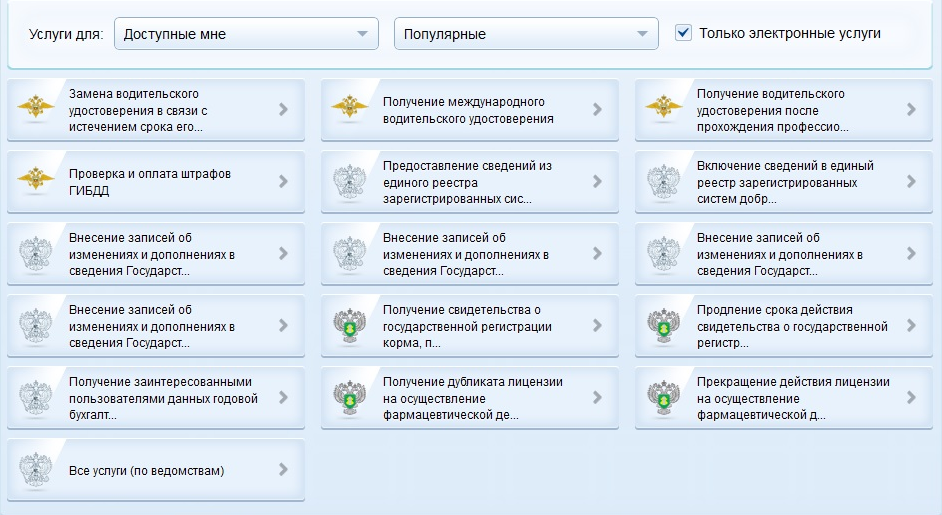 Услуги для:
Доступные мне
Популярные
Только электронные услуги
Замена водительского
удостоверения в связи с
истечением срока его...
Получение международного
водительского удостоверения
Получение водительского
удостоверения после
прохождения профессио...
Проверка и оплата штрафов
ГИБДД
Предоставление сведений из
единого реестра
зарегистрированных сис...
Включение сведений в единый
реестр зарегистрированных
систем добр...
Внесение записей об
изменениях и дополнениях в
сведения Государст...
Внесение записей об
изменениях и дополнениях в
сведения Государст...
Внесение записей об
изменениях и дополнениях в
сведения Государст...
Внесение записей об
изменениях и дополнениях в
сведения Государст...
Получение свидетельства о
государственной регистрации
корма, п...
Продление срока действия
свидетельства о государственной
регистр...
Получение заинтересованными
пользователями данных годовой
бухгалт...
Получение дубликата лицензии
на осуществление
фармацевтической де...
Прекращение действия лицензии
на осуществление
фармацевтической д...
Все услуги (по ведомствам)